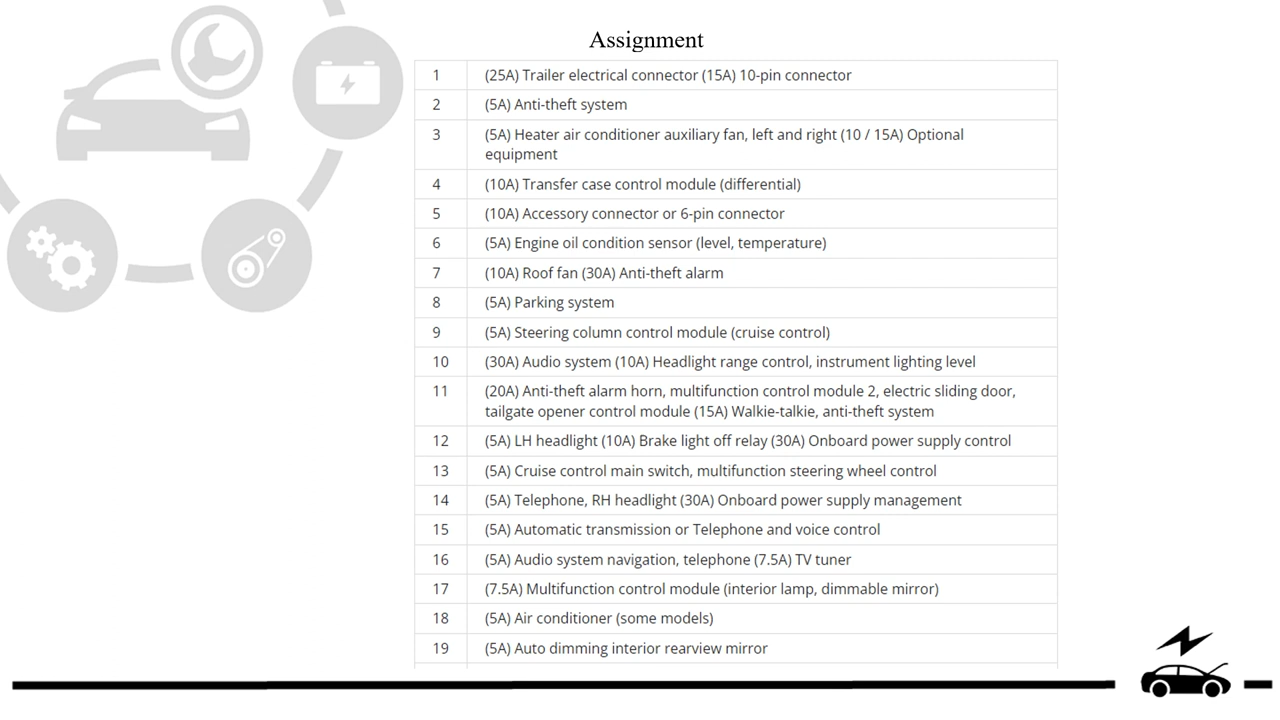 Assignment
1 (25A) Trailer electrical connector (15A) 10-pin connector
2 (5A) Anti-theft system
3 (5A) Heater air conditioner auxiliary fan, left and right (10 / 15A) Optional
equipment
4 (10A) Transfer case control module (differential)
5 (10A) Accessory connector or 6-pin connector
6 (5A) Engine oil condition sensor (level, temperature)
7 (10A) Roof fan (30A) Anti-theft alarm
8 (5A) Parking system
9 (5A) Steering column control module (cruise control)
10 (30A) Audio system (10A) Headlight range control, instrument lighting level
11 (20A) Anti-theft alarm horn, multifunction control module 2, electric sliding door,
tailgate opener control module (15A) Walkie-talkie, anti-theft system
12 (5A) LH headlight (10A) Brake light off relay (30A) Onboard power supply control
13 (5A) Cruise control main switch, multifunction steering wheel control
14 (5A) Telephone, RH headlight (30A) Onboard power supply management
15 (5A) Automatic transmission or Telephone and voice control
16 (5A) Audio system navigation, telephone (7.5A) TV tuner
17 (7.5A) Multifunction control module (interior lamp, dimmable mirror)
18 (5A) Air conditioner (some models)
19 (5A) Auto dimming interior rearview mirror